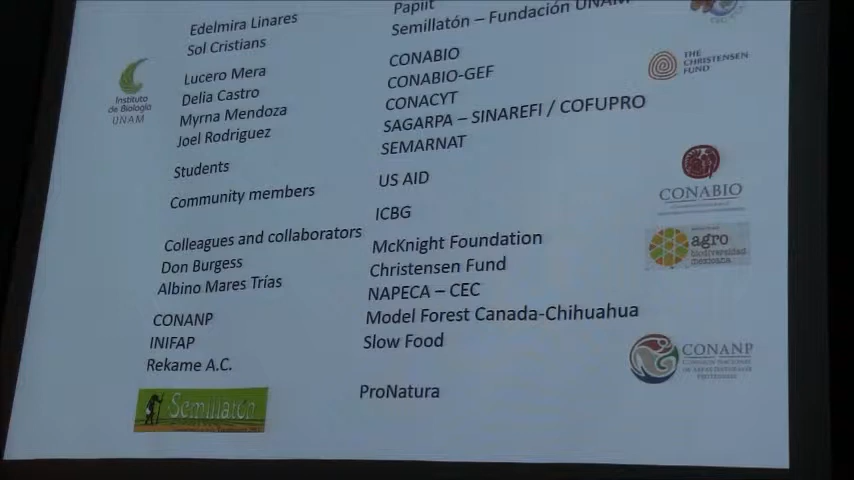 Edelmira Linares
Sol Cristians
Lucero Mera
Delia Castro
Myrna Mendoza
Joel Rodriguez
Students
Community members
Colleagues and collaborators
Don Burgess
Albino Mares Trías
CONANP
INIFAP
Rekame A.C.
Semillatón
Instituto
de Biología
UNAM
Papiit
Semillatón – Fundación UNAM
CONABIO
CONABIO-GEF
CONACYT
SAGARPA – SINAREFI / COFUPRO
SEMARNAT
US AID
ICBG
McKnight Foundation
Christensen Fund
NAPECA – CEC
Model Forest Canada-Chihuahua
Slow Food
ProNatura
THE
CHRISTENSEN
FUND
CONABIO
agro
biodiversidad
mexicana
CONANP